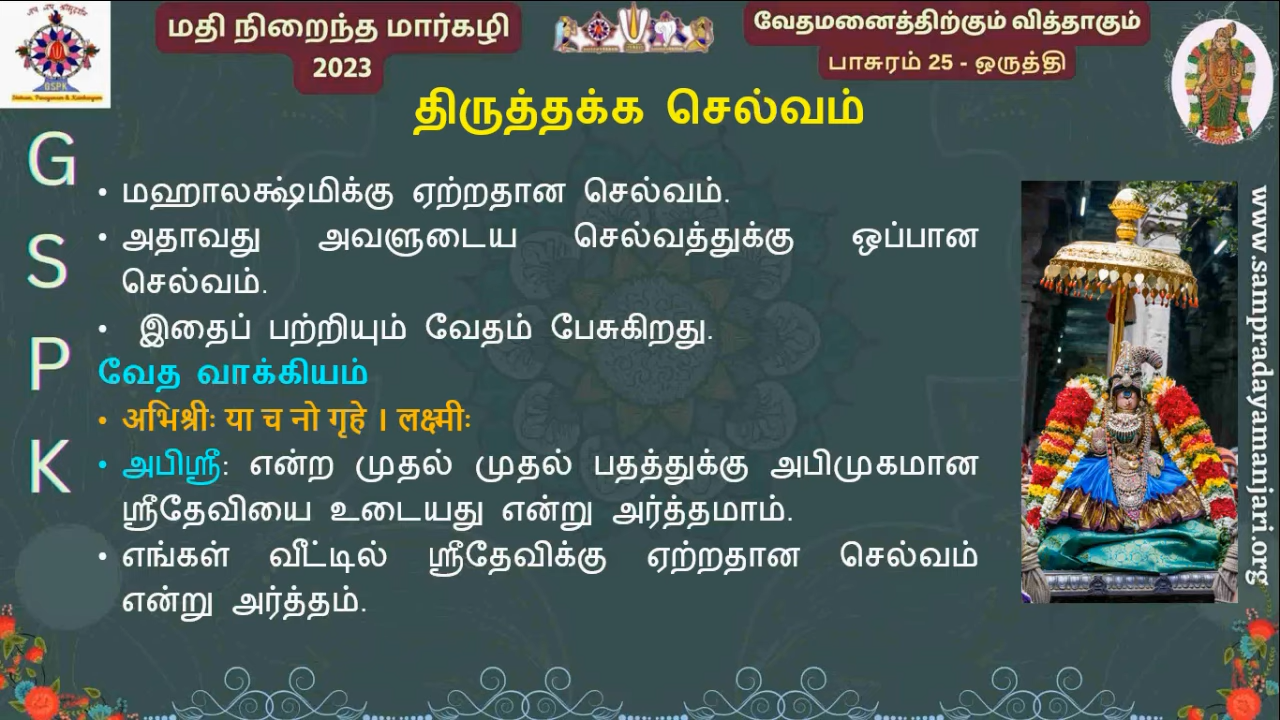 மதி நிறைந்த மார்கழி
2023
வேதமனைத்திற்கும் வித்தாகும்
பாசுரம் 25 - ஒருத்தி
திருத்தக்க செல்வம்
G
S
P
K
• மஹாலக்ஷ்மிக்கு ஏற்றதான செல்வம்.
• அதாவது அவளுடைய செல்வத்துக்கு ஒப்பான
செல்வம்.
• இதைப் பற்றியும் வேதம் பேசுகிறது.
வேத வாக்கியம்
• अभिश्रीः या च नो गृहे । लक्ष्मीः
• அபிஸ்ரீ: என்ற முதல் முதல் பதத்துக்கு அபிமுகமான
ஸ்ரீதேவியை உடையது என்று அர்த்தமாம்.
• எங்கள் வீட்டில் ஸ்ரீதேவிக்கு ஏற்றதான செல்வம்
என்று அர்த்தம்.
www.sampradayamanjari.org